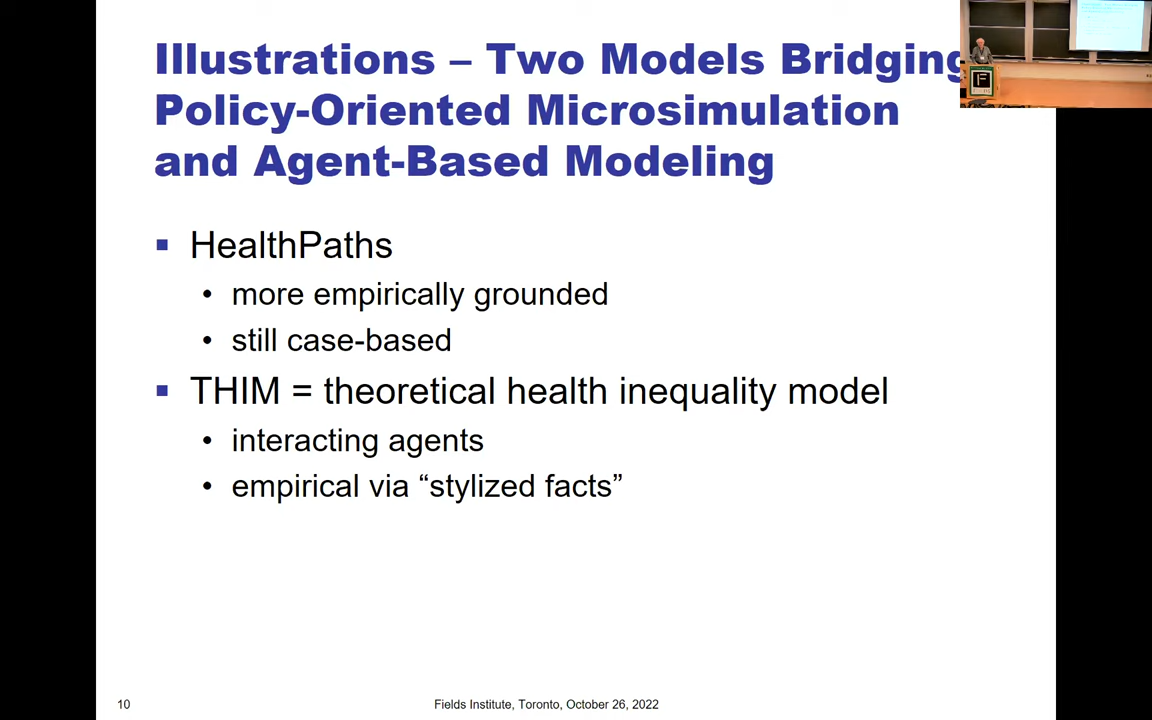 Illustrations – Two Models Bridging
Policy-Oriented Microsimulation
and Agent-Based Modeling
▪ HealthPaths
• more empirically grounded
• still case-based
▪ THIM = theoretical health inequality model
• interacting agents
• empirical via “stylized facts”
10
Fields Institute, Toronto, October 26, 2022